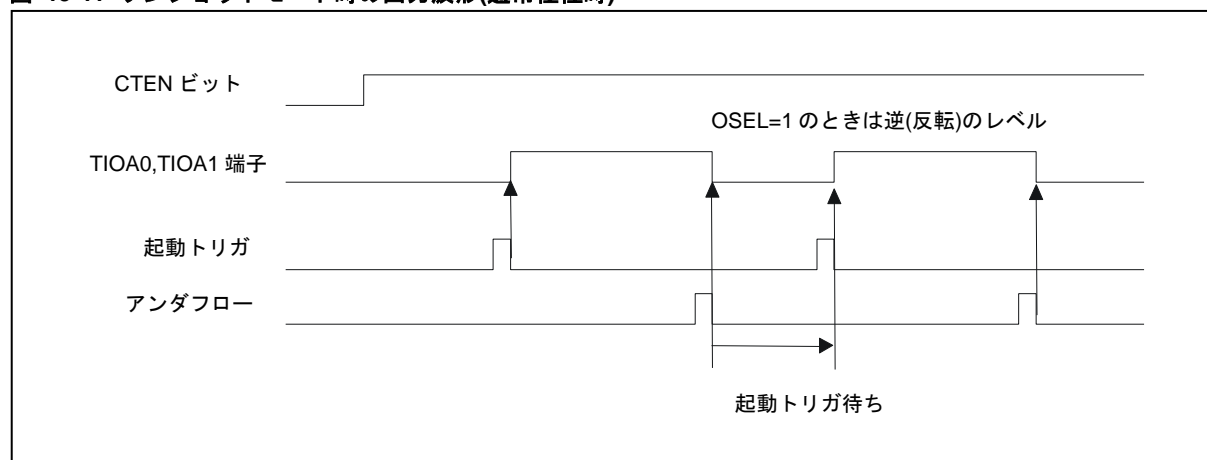 CTEN ビット
OSEL=1 のときは逆(反転)のレベル
TIOA0,TIOA1 端子
起動トリガ
アンダフロー
起動トリガ待ち